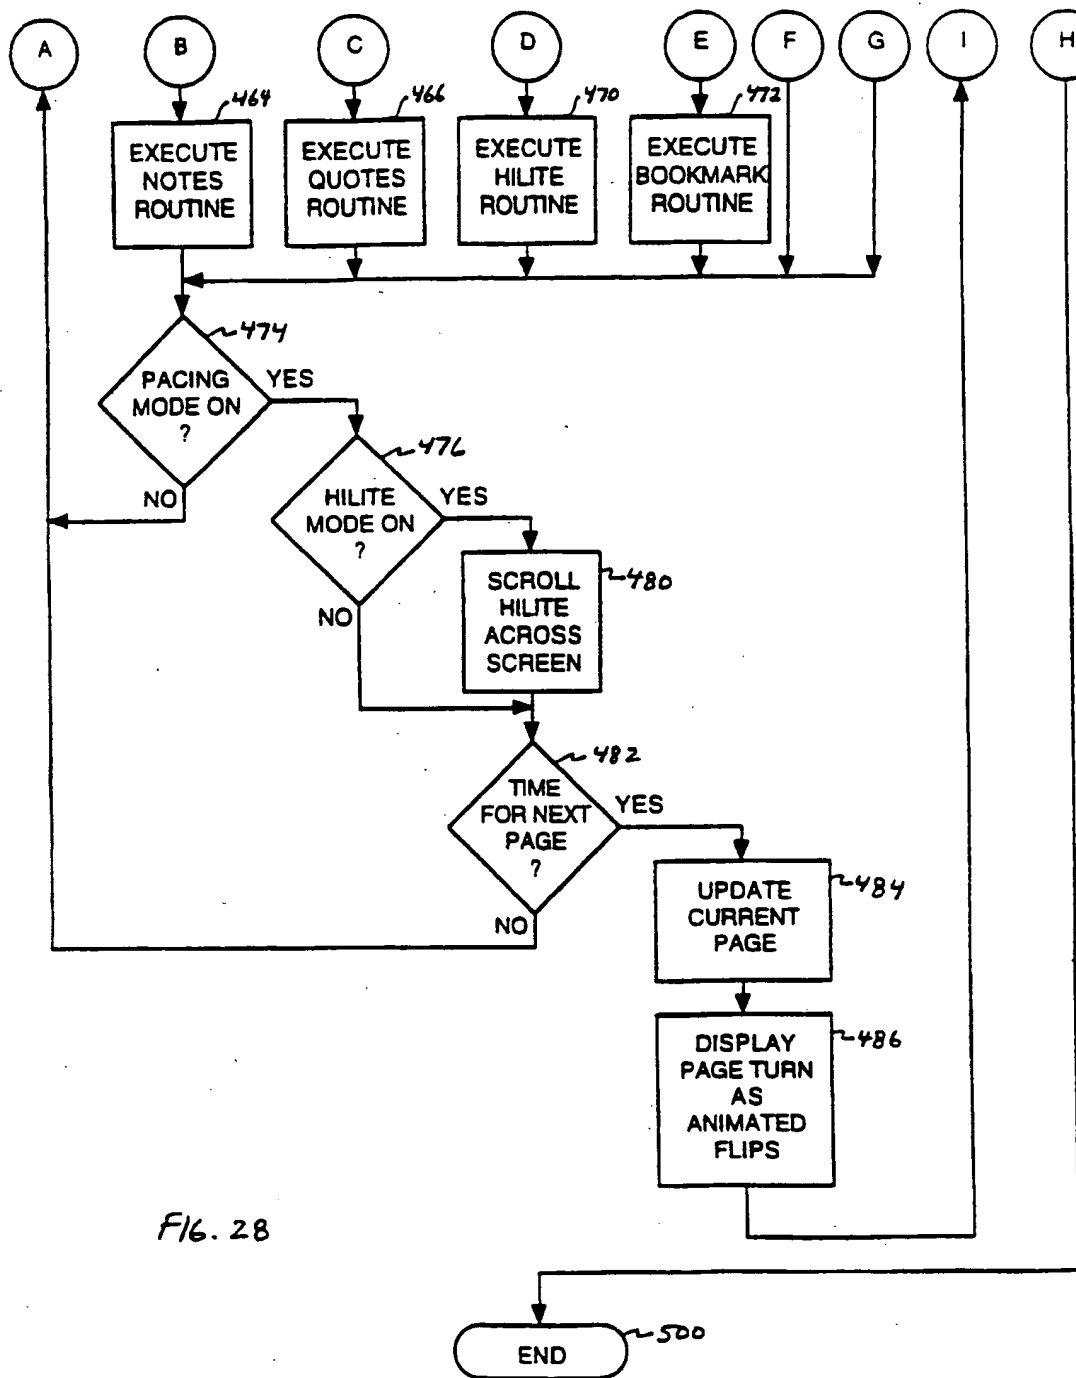 A B C D E F G I H
464 466 470 472
EXECUTE
NOTES
ROUTINE
EXECUTE
QUOTES
ROUTINE
EXECUTE
HILITE
ROUTINE
EXECUTE
BOOKMARK
ROUTINE
474
PACING
MODE ON
?
YES
NO
476
HILITE
MODE ON
?
YES
NO
480
SCROLL
HILITE
ACROSS
SCREEN
482
TIME
FOR NEXT
PAGE
?
YES
NO
484
UPDATE
CURRENT
PAGE
486
DISPLAY
PAGE TURN
AS
ANIMATED
FLIPS
FIG. 28
500
END